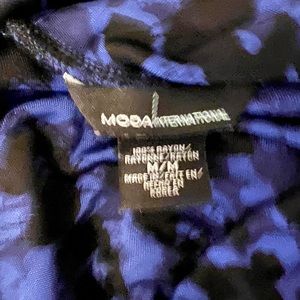 MODA INTERNATIONAL
100% RAYON/
RAYONNE/RAYON
M/M
MADE IN/FAIT EN/
HECHO EN
KOREA